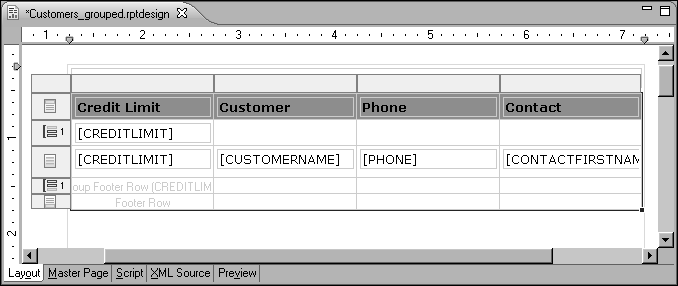 *Customers_grouped.rptdesign
1 1 2 3 4 5 6 7
Credit Limit Customer Phone Contact
1 [CREDITLIMIT]
[CREDITLIMIT] [CUSTOMERNAME] [PHONE] [CONTACTFIRSTNAM
1 oup Footer Row (CREDITLIM
Footer Row
1
2
Layout Master Page Script XML Source Preview